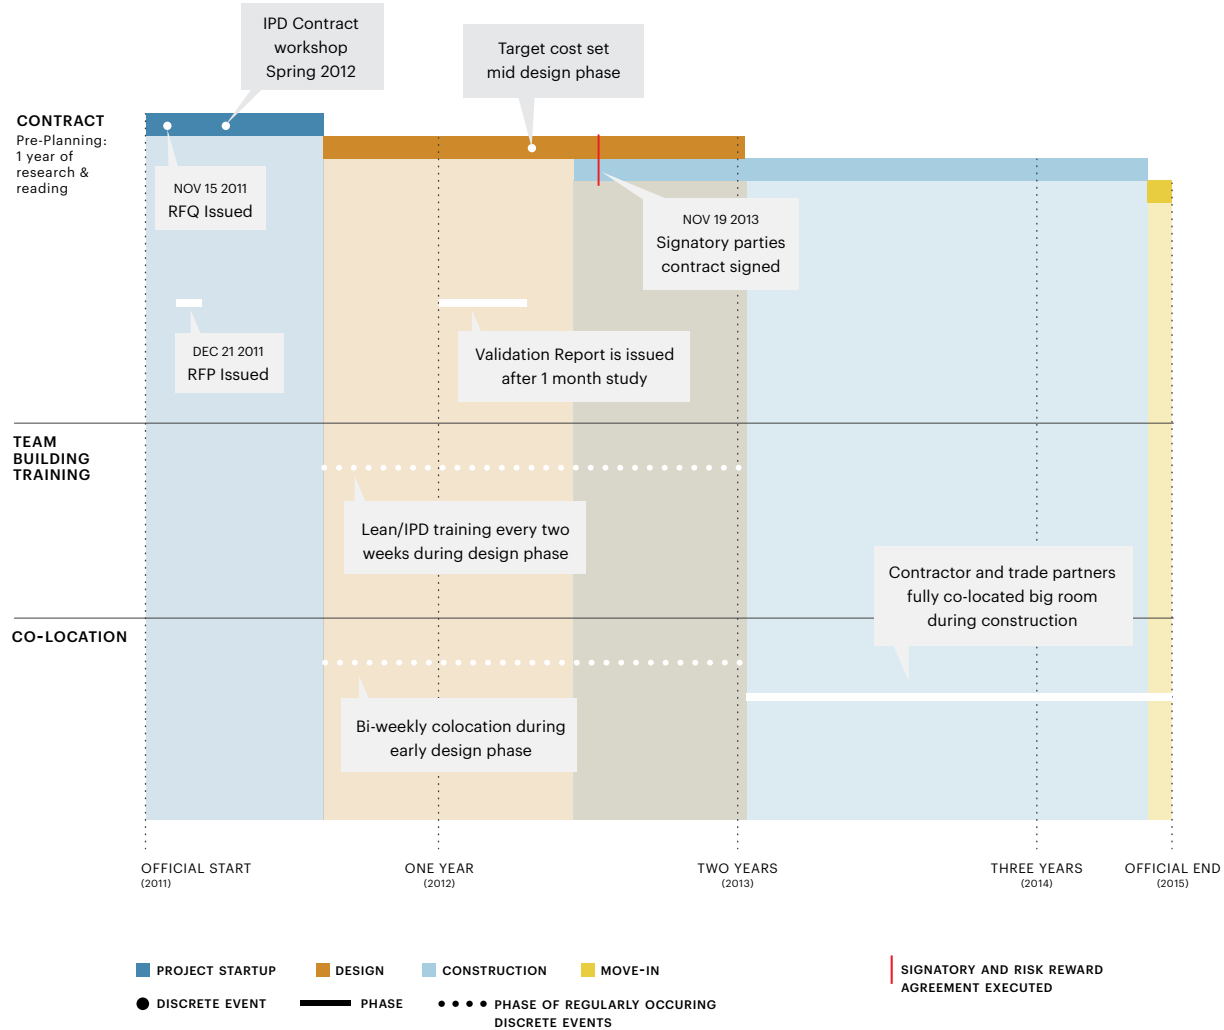 IPD Contract
workshop
Spring 2012
Target cost set
mid design phase
CONTRACT
Pre-Planning:
1 year of
research &
reading
NOV 15 2011
RFQ Issued
NOV 19 2013
Signatory parties
contract signed
DEC 21 2011
RFP Issued
Validation Report is issued
after 1 month study
TEAM
BUILDING
TRAINING
Lean/IPD training every two
weeks during design phase
Contractor and trade partners
fully co-located big room
during construction
CO-LOCATION
Bi-weekly colocation during
early design phase
OFFICIAL START
(2011)
ONE YEAR
(2012)
TWO YEARS
(2013)
THREE YEARS
(2014)
OFFICIAL END
(2015)
PROJECT STARTUP
DESIGN
CONSTRUCTION
MOVE-IN
SIGNATORY AND RISK REWARD
AGREEMENT EXECUTED
DISCRETE EVENT
PHASE
PHASE OF REGULARLY OCCURING
DISCRETE EVENTS